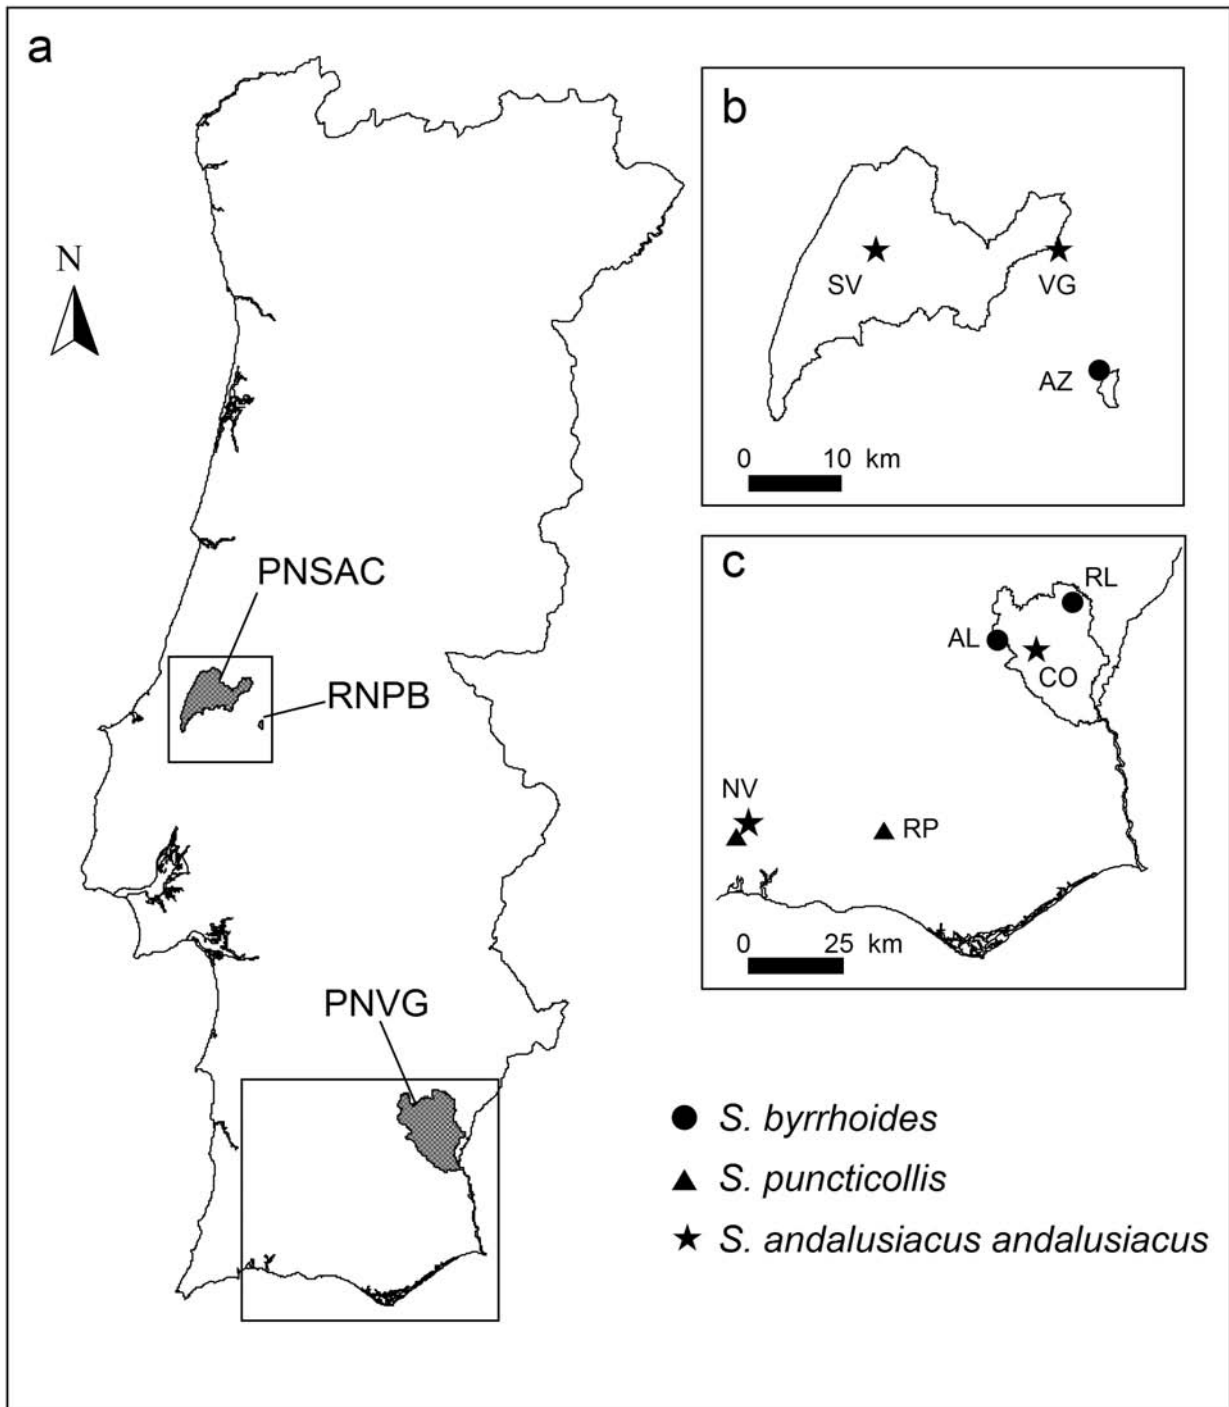 a
N
PNSAC
RNPB
PNVG
b
SV
VG
AZ
0 10 km
c
RL
AL
CO
NV
RP
0 25 km
S. byrrhoides
S. puncticollis
S. andalusiacus andalusiacus